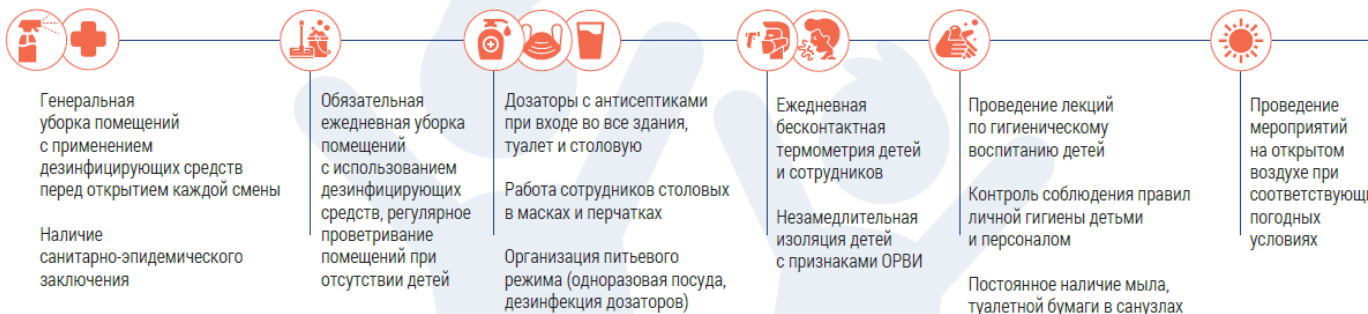 Генеральная
уборка помещений
с применением
дезинфицирующих средств
перед открытием каждой смены
Наличие
санитарно-эпидемического
заключения
Обязательная
ежедневная уборка
помещений
с использованием
дезинфицирующих
средств, регулярное
проветривание
помещений при
отсутствии детей
Дозаторы с антисептиками
при входе во все здания,
туалет и столовую
Работа сотрудников столовых
в масках и перчатках
Организация питьевого
режима (одноразовая посуда,
дезинфекция дозаторов)
Ежедневная
бесконтактная
термометрия детей
и сотрудников
Незамедлительная
изоляция детей
с признаками ОРВИ
Проведение лекций
по гигиеническому
воспитанию детей
Контроль соблюдения правил
личной гигиены детьми
и персоналом
Постоянное наличие мыла,
туалетной бумаги в санузлах
Проведение
мероприятий
на открытом
воздухе при
соответствующи
погодных
условиях